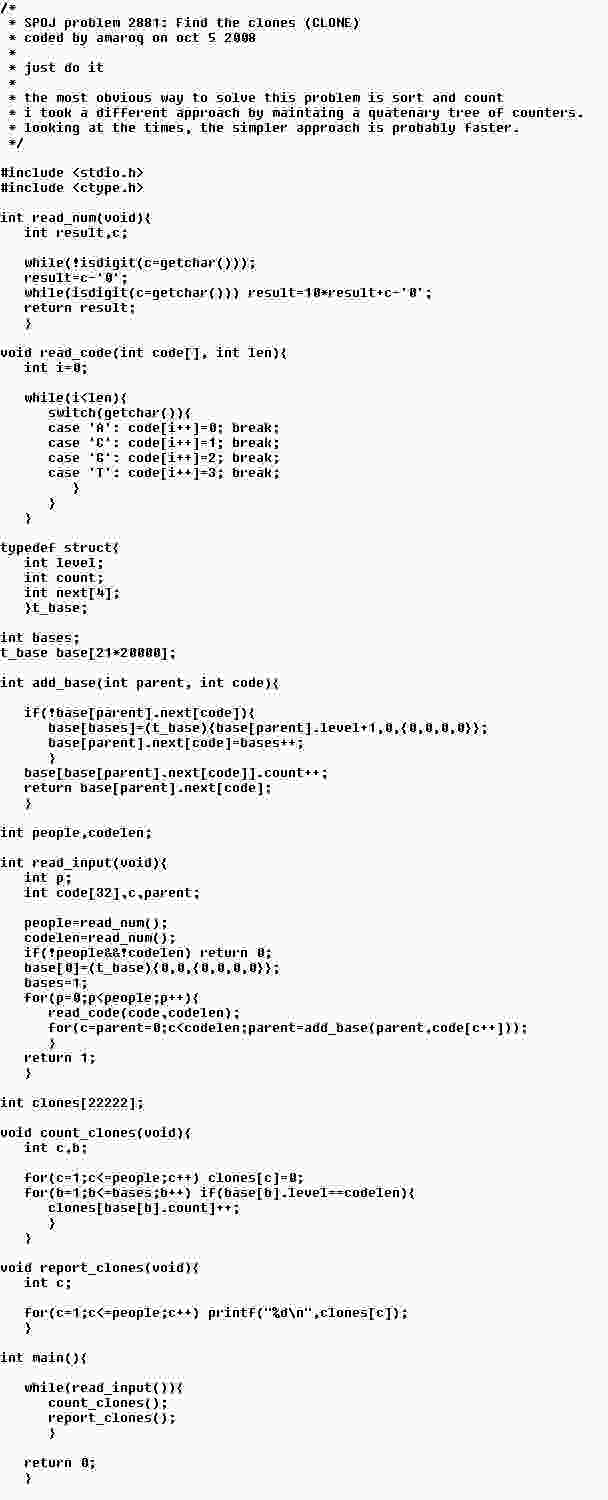 /*
 * SPOJ problem 2881: Find the clones (CLONE)
 * coded by amaroq on oct 5 2008
 *
 * just do it
 *
 * the most obvious way to solve this problem is sort and count
 * i took a different approach by maintaing a quatenary tree of counters.
 * looking at the times, the simpler approach is probably faster.
 */

#include <stdio.h>
#include <ctype.h>

int read_num(void){
   int result,c;

   while(!isdigit(c=getchar()));
   result=c-'0';
   while(isdigit(c=getchar())) result=10*result+c-'0';
   return result;
   }

void read_code(int code[], int len){
   int i=0;

   while(i<len){
      switch(getchar()){
      case 'A': code[i++]=0; break;
      case 'C': code[i++]=1; break;
      case 'G': code[i++]=2; break;
      case 'T': code[i++]=3; break;
         }
      }
   }

typedef struct{
   int level;
   int count;
   int next[4];
   }t_base;

int bases;
t_base base[21*20000];

int add_base(int parent, int code){

   if(!base[parent].next[code]){
      base[bases]=(t_base){base[parent].level+1,0,{0,0,0,0}};
      base[parent].next[code]=bases++;
      }
   base[base[parent].next[code]].count++;
   return base[parent].next[code];
   }

int people,codelen;

int read_input(void){
   int p;
   int code[32],c,parent;

   people=read_num();
   codelen=read_num();
   if(!people&&!codelen) return 0;
   base[0]=(t_base){0,0,{0,0,0,0}};
   bases=1;
   for(p=0;p<people;p++){
      read_code(code,codelen);
      for(c=parent=0;c<codelen;parent=add_base(parent,code[c++]));
      }
   return 1;
   }

int clones[22222];

void count_clones(void){
   int c,b;

   for(c=1;c<=people;c++) clones[c]=0;
   for(b=1;b<=bases;b++) if(base[b].level==codelen){
      clones[base[b].count]++;
      }
   }

void report_clones(void){
   int c;

   for(c=1;c<=people;c++) printf("%d\n",clones[c]);
   }

int main(){

   while(read_input()){
      count_clones();
      report_clones();
      }

   return 0;
   }